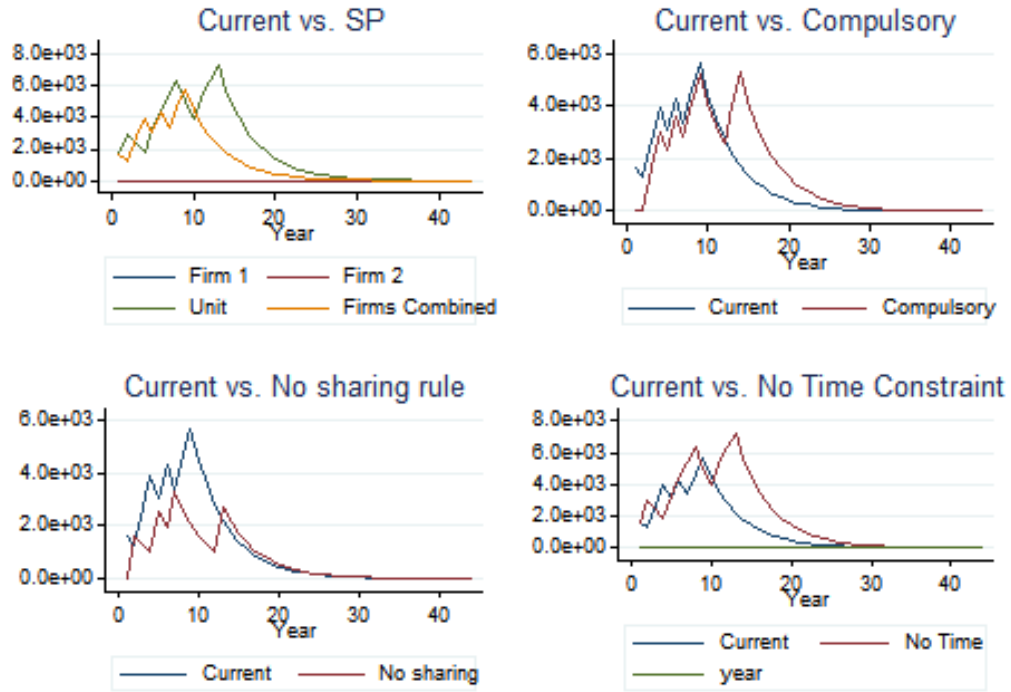 Current vs. SP
8.0e+03
6.0e+03
4.0e+03
2.0e+03
0.0e+00
0 10 20 30 40
Year
Firm 1 Firm 2
Unit Firms Combined
Current vs. Compulsory
6.0e+03
4.0e+03
2.0e+03
0.0e+00
0 10 20 30 40
Year
Current Compulsory
Current vs. No sharing rule
6.0e+03
4.0e+03
2.0e+03
0.0e+00
0 10 20 30 40
Year
Current No sharing
Current vs. No Time Constraint
8.0e+03
6.0e+03
4.0e+03
2.0e+03
0.0e+00
0 10 20 30 40
Year
Current No Time
year